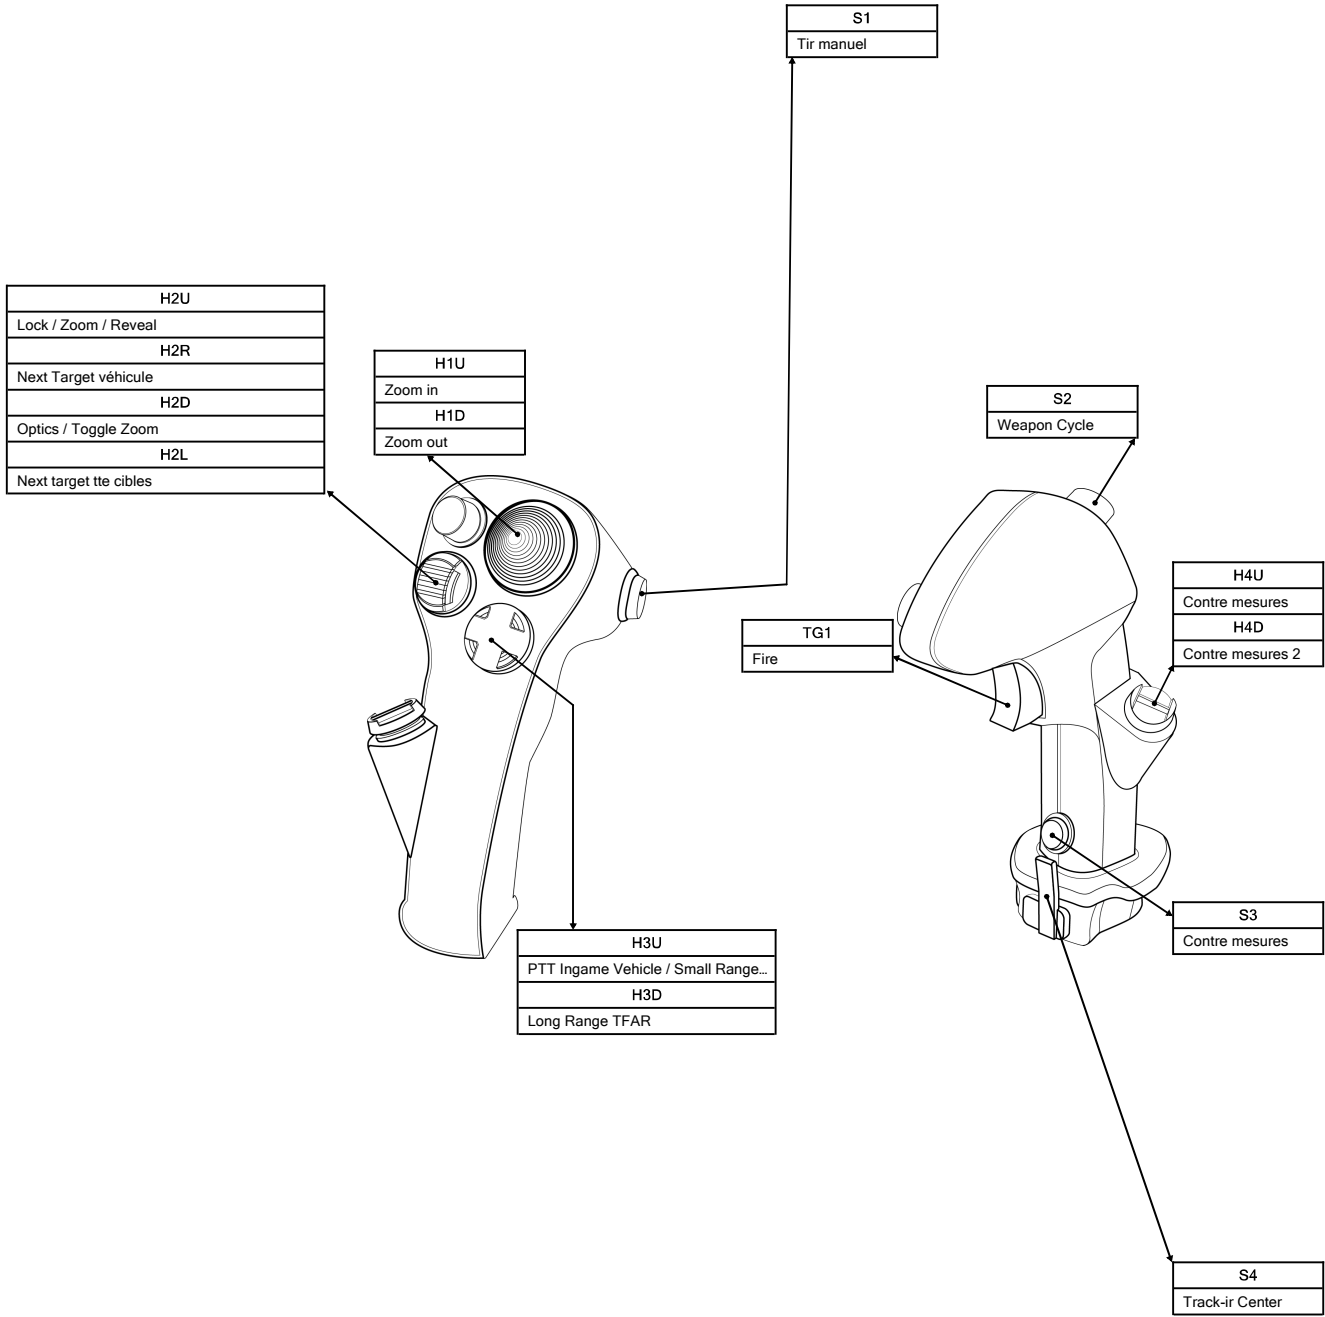 S1
Tir manuel
H2U
Lock / Zoom / Reveal
H2R
Next Target véhicule
H2D
Optics / Toggle Zoom
H2L
Next target tte cibles
H1U
Zoom in
H1D
Zoom out
S2
Weapon Cycle
H4U
Contre mesures
H4D
Contre mesures 2
TG1
Fire
S3
Contre mesures
H3U
PTT Ingame Vehicle / Small Range...
H3D
Long Range TFAR
S4
Track-ir Center